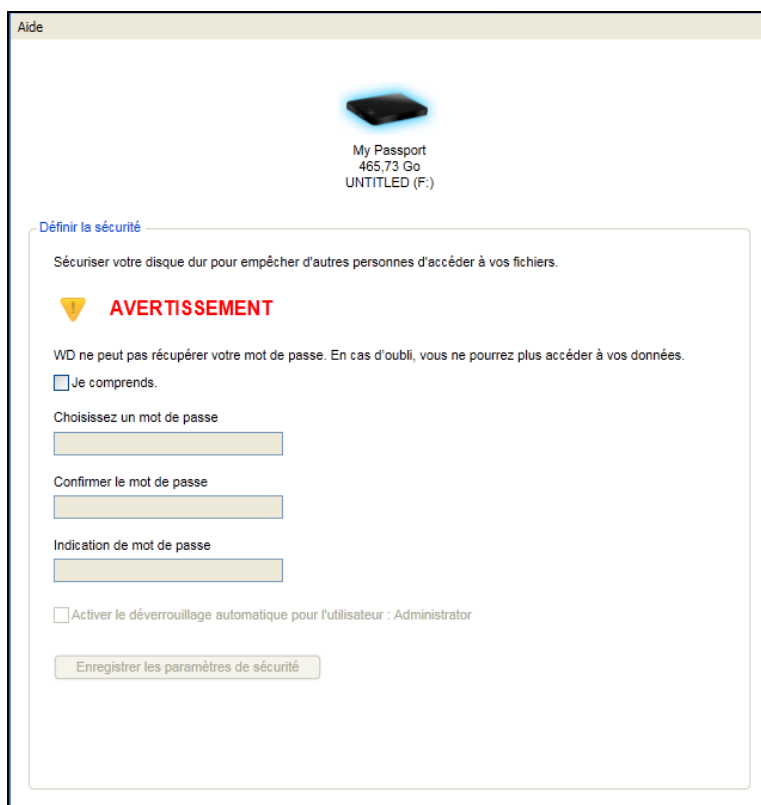 Aide
My Passport
465,73 Go
UNTITLED (F:)
Définir la sécurité
Sécuriser votre disque dur pour empêcher d'autres personnes d'accéder à vos fichiers.
AVERTISSEMENT
WD ne peut pas récupérer votre mot de passe. En cas d’oubli, vous ne pourrez plus accéder à vos données.
Je comprends.
Choisissez un mot de passe
Confirmer le mot de passe
Indication de mot de passe
Activer le déverrouillage automatique pour l'utilisateur : Administrator
Enregistrer les paramètres de sécurité